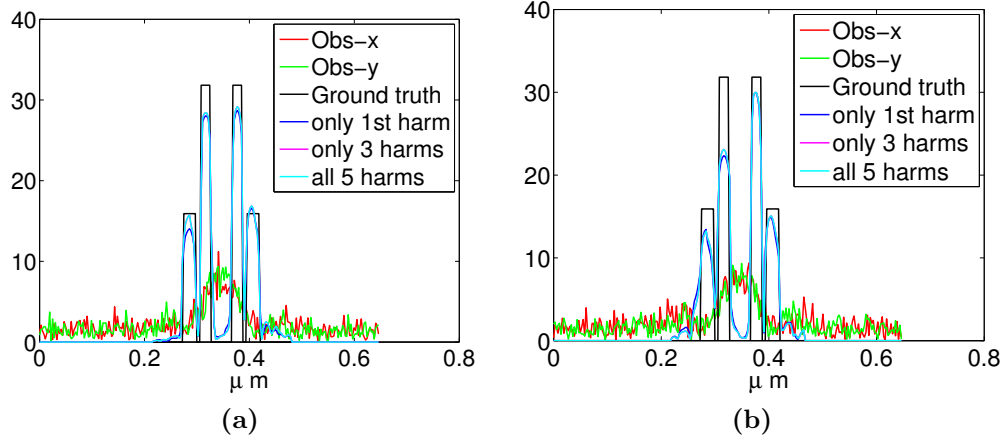 40
30
20
10
0
0
0.2
0.4
0.6
0.8
μ m
Obs-x
Obs-y
Ground truth
only 1st harm
only 3 harms
all 5 harms
(a)
40
30
20
10
0
0
0.2
0.4
0.6
0.8
μ m
Obs-x
Obs-y
Ground truth
only 1st harm
only 3 harms
all 5 harms
(b)